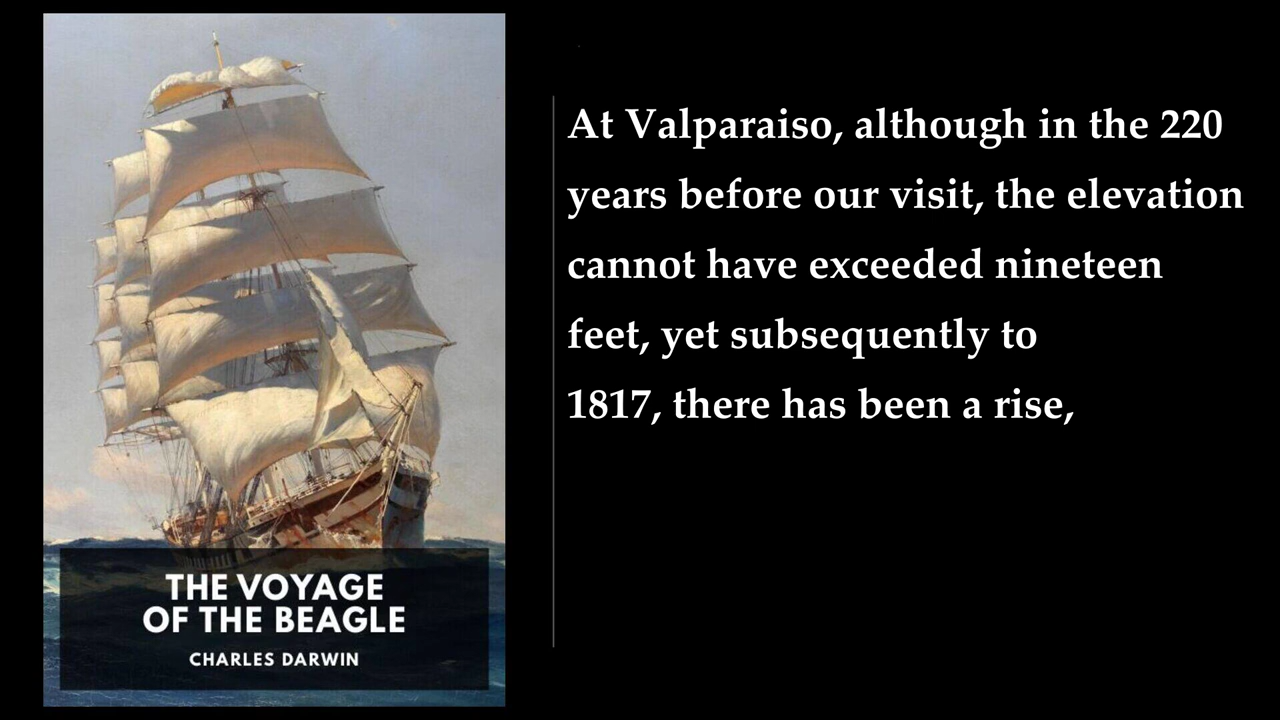 THE VOYAGE
OF THE BEAGLE
CHARLES DARWIN
At Valparaiso, although in the 220
years before our visit, the elevation
cannot have exceeded nineteen
feet, yet subsequently to
1817, there has been a rise,